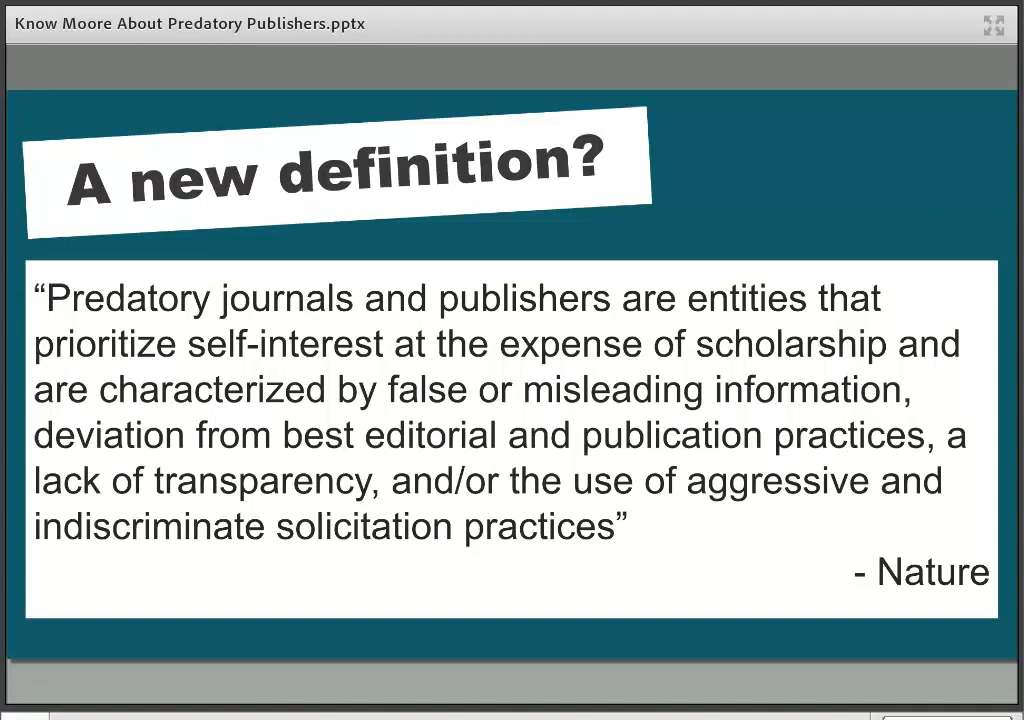 Know Moore About Predatory Publishers.pptx
A new definition?
“Predatory journals and publishers are entities that
prioritize self-interest at the expense of scholarship and
are characterized by false or misleading information,
deviation from best editorial and publication practices, a
lack of transparency, and/or the use of aggressive and
indiscriminate solicitation practices”
- Nature